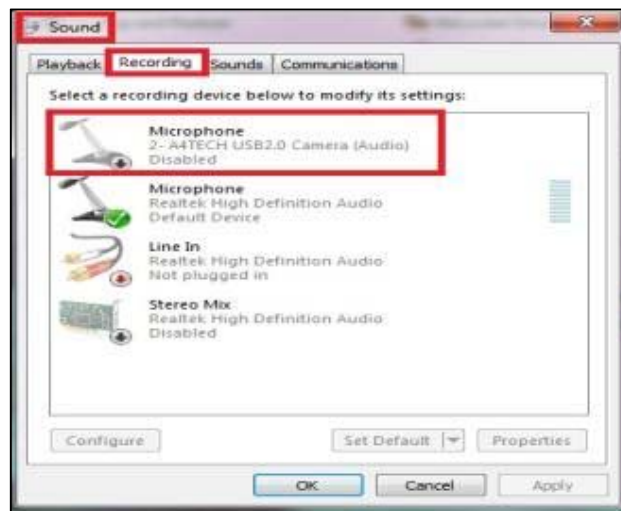 Sound
Playback Recording Sounds Communications
Select a recording device below to modify its settings:
Microphone
2- A4TECH USB2.0 Camera (Audio)
Disabled
Microphone
Realtek High Definition Audio
Default Device
Line In
Realtek High Definition Audio
Not plugged in
Stereo Mix
Realtek High Definition Audio
Disabled
Configure Set Default Properties
OK Cancel Apply